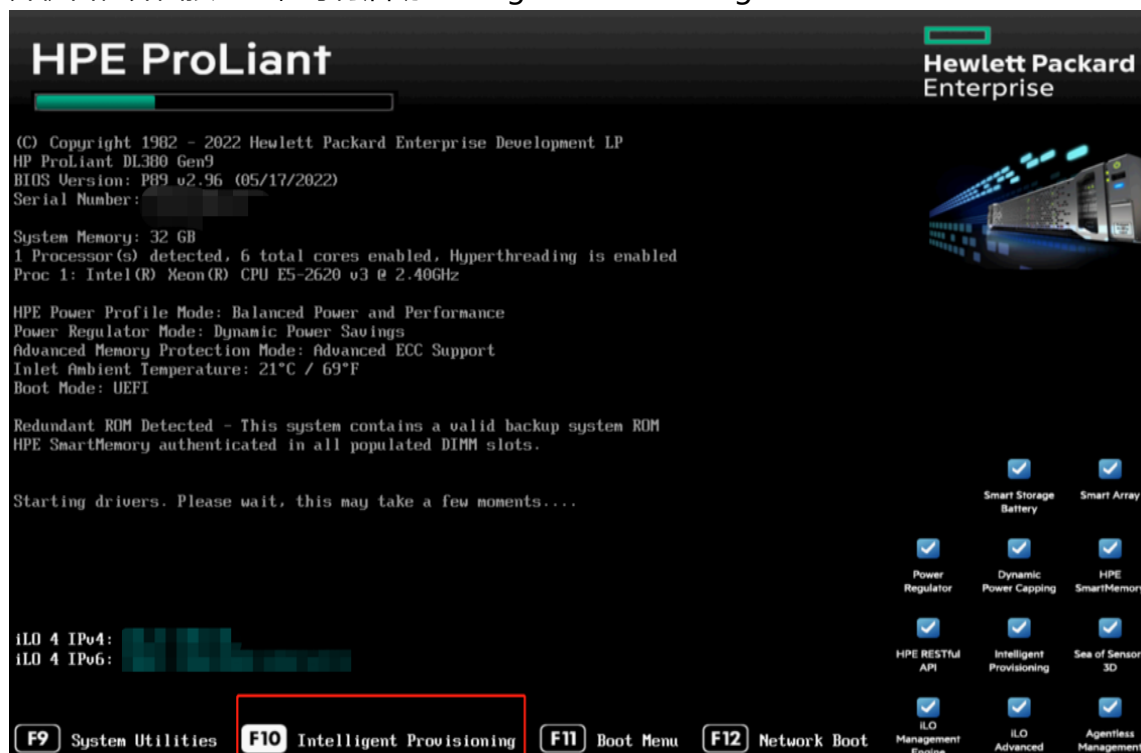 HPE ProLiant
Hewlett Packard
Enterprise
(C) Copyright 1982 - 2022 Hewlett Packard Enterprise Development LP
HP ProLiant DL380 Gen9
BIOS Version: P89 v2.96 (05/17/2022)
Serial Number:
System Memory: 32 GB
1 Processor(s) detected, 6 total cores enabled, Hyperthreading is enabled
Proc 1: Intel(R) Xeon(R) CPU E5-2620 v3 @ 2.40GHz
HPE Power Profile Mode: Balanced Power and Performance
Power Regulator Mode: Dynamic Power Savings
Advanced Memory Protection Mode: Advanced ECC Support
Inlet Ambient Temperature: 21°C / 69°F
Boot Mode: UEFI
Redundant ROM Detected - This system contains a valid backup system ROM
HPE SmartMemory authenticated in all populated DIMM slots.
Starting drivers. Please wait, this may take a few moments....
Smart Storage
Battery
Smart Array
Power
Regulator
Dynamic
Power Capping
HPE
SmartMemory
HPE RESTful
API
Intelligent
Provisioning
Sea of Sensor
3D
iLO
Management
Engine
iLO
Advanced
Agentless
Management
iLO 4 IPv4:
iLO 4 IPv6:
F9 System Utilities F10 Intelligent Provisioning F11 Boot Menu F12 Network Boot